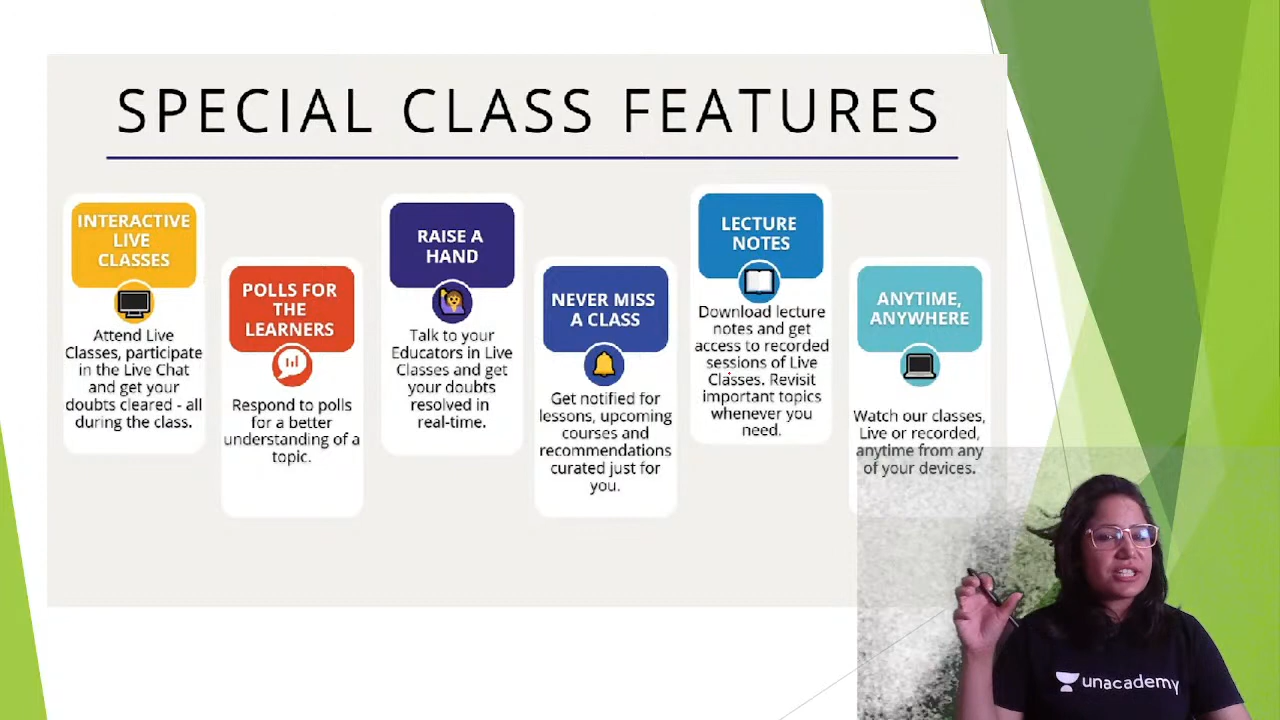 SPECIAL CLASS FEATURES
INTERACTIVE
LIVE
CLASSES
Attend Live
Classes, participate
in the Live Chat
and get your
doubts cleared - all
during the class.
POLLS FOR
THE
LEARNERS
Respond to polls
for a better
understanding of a
topic.
RAISE A
HAND
Talk to your
Educators in Live
Classes and get
your doubts
resolved in
real-time.
NEVER MISS
A CLASS
Get notified for
lessons, upcoming
courses and
recommendations
curated just for
you.
LECTURE
NOTES
Download lecture
notes and get
access to recorded
sessions of Live
Classes. Revisit
important topics
whenever you
need.
ANYTIME,
ANYWHERE
Watch our classes,
Live or recorded,
anytime from any
of your devices.
unacademy